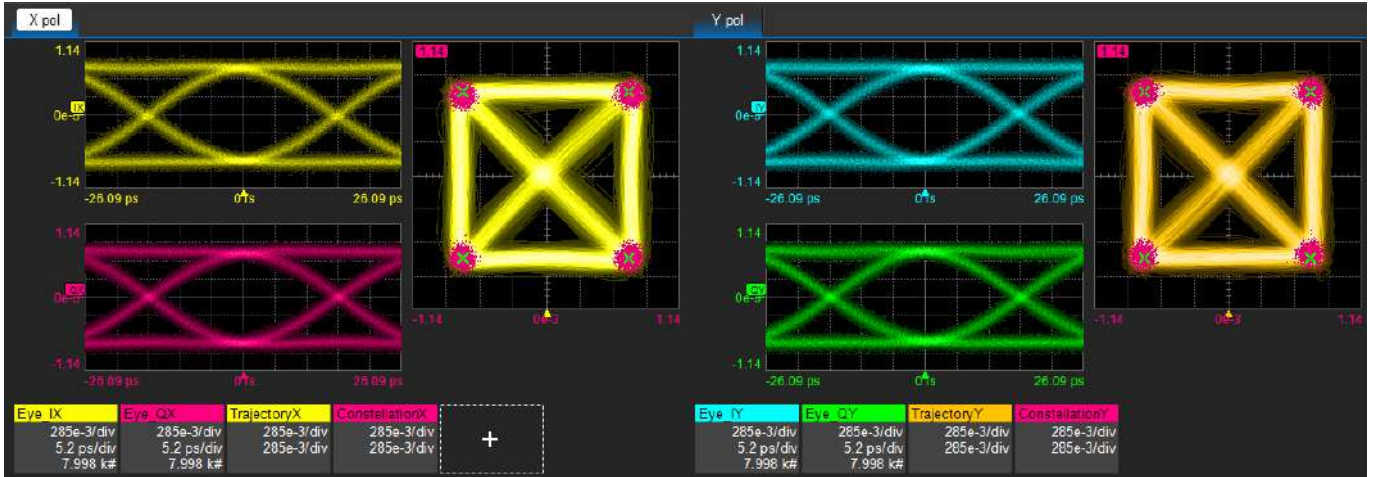 X pol
1.14
IX
0e-3
-1.14
-26.09 ps
0 fs
26.09 ps
1.14
QX
0e-3
-1.14
-26.09 ps
0 fs
26.09 ps
1.14
-1.14
0e-3
1.14
Eye_IX
285e-3/div
5.2 ps/div
7.998 k#
Eye_QX
285e-3/div
5.2 ps/div
7.998 k#
TrajectoryX
285e-3/div
285e-3/div
ConstellationX
285e-3/div
285e-3/div
+
Y pol
1.14
IY
0e-3
-1.14
-26.09 ps
0 fs
26.09 ps
1.14
QY
0e-3
-1.14
-26.09 ps
0 fs
26.09 ps
1.14
-1.14
0e-3
1.14
Eye_IY
285e-3/div
5.2 ps/div
7.998 k#
Eye_QY
285e-3/div
5.2 ps/div
7.998 k#
TrajectoryY
285e-3/div
285e-3/div
ConstellationY
285e-3/div
285e-3/div